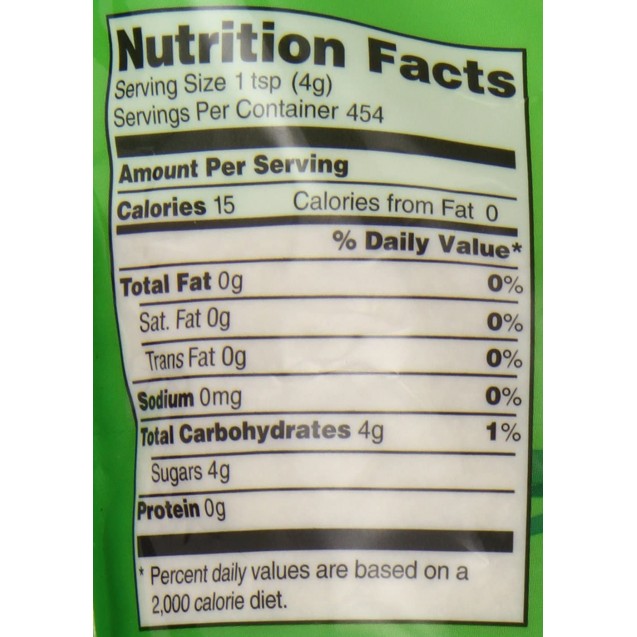 Nutrition Facts
Serving Size 1 tsp (4g)
Servings Per Container 454
Amount Per Serving
Calories 15 Calories from Fat 0
% Daily Value*
Total Fat 0g 0%
Sat. Fat 0g 0%
Trans Fat 0g 0%
Sodium 0mg 0%
Total Carbohydrates 4g 1%
Sugars 4g
Protein 0g
* Percent daily values are based on a
2,000 calorie diet.